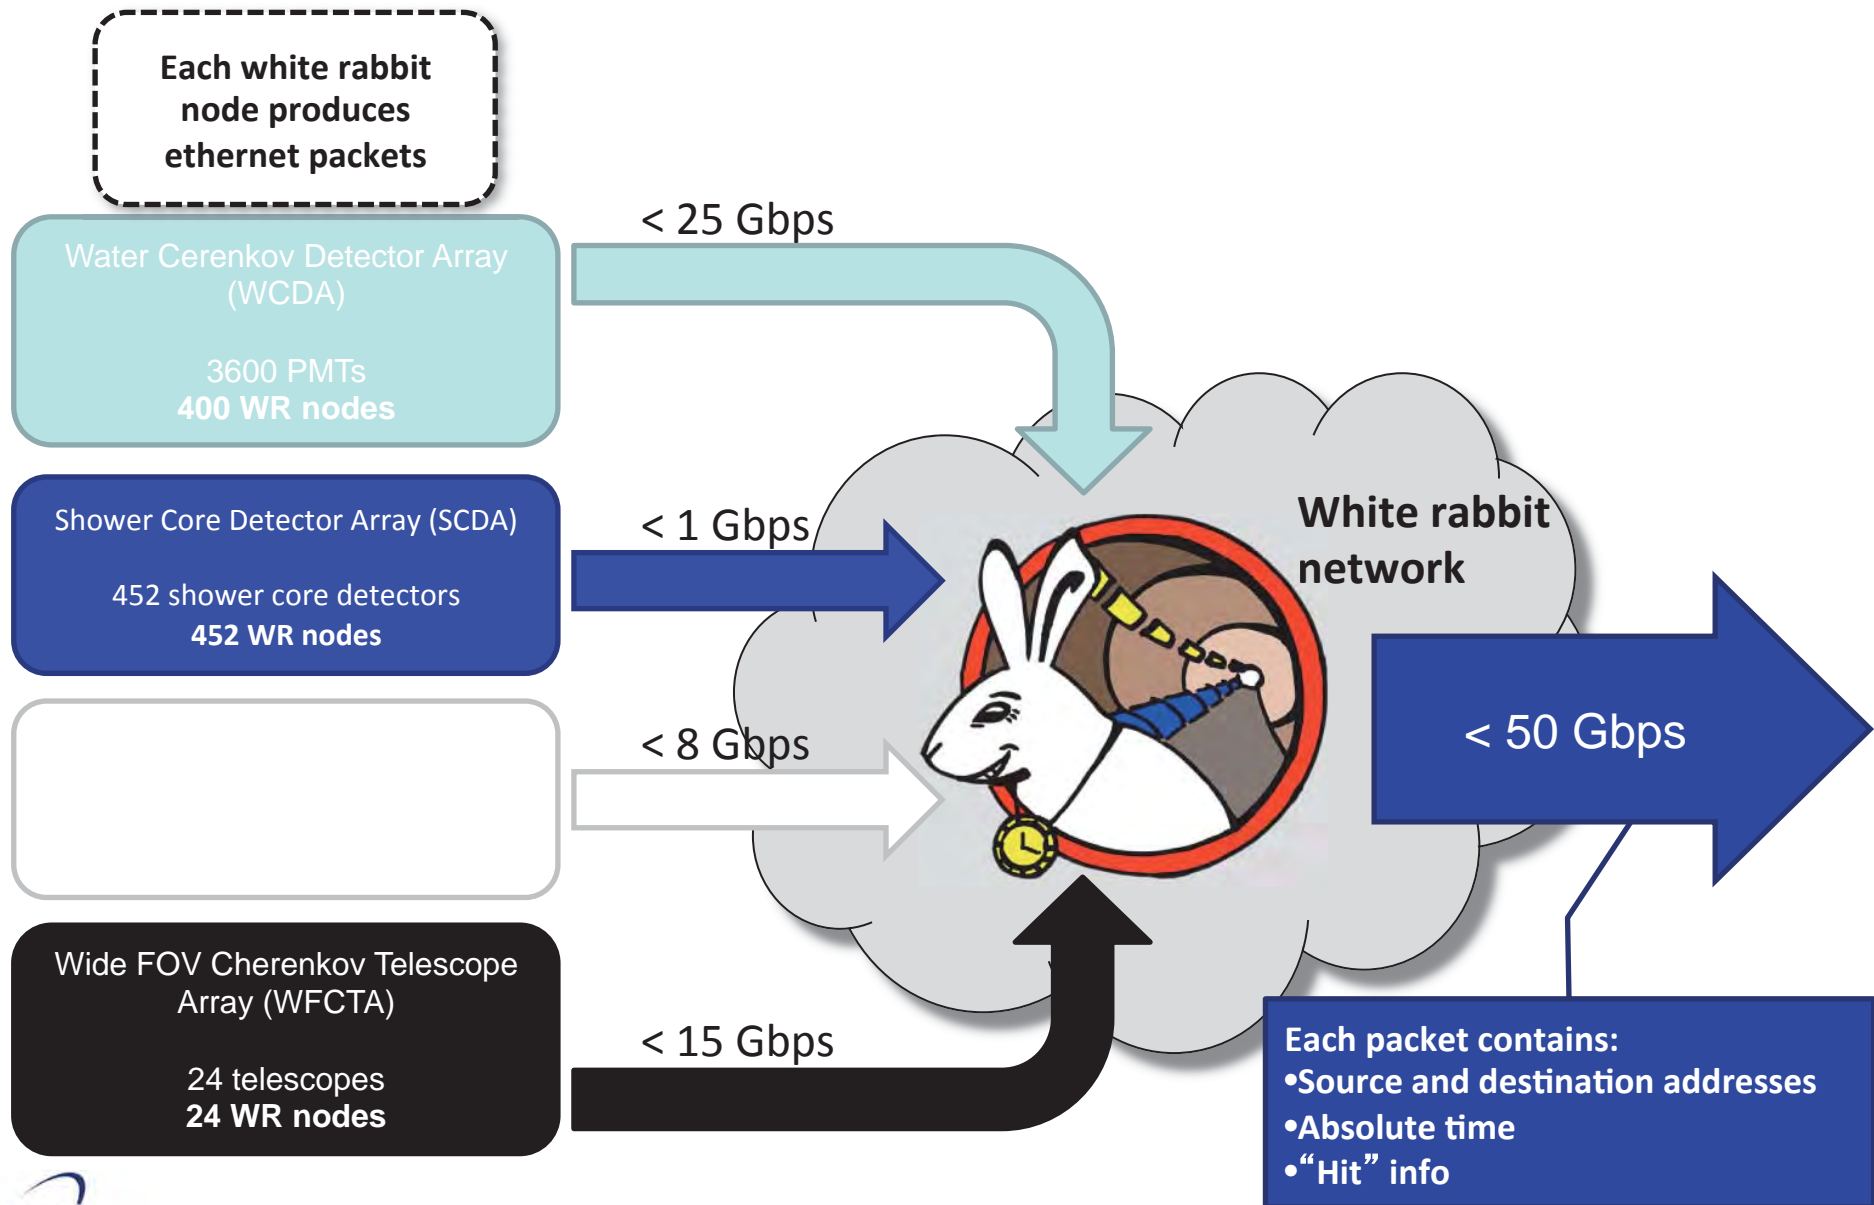 Each white rabbit
node produces
ethernet packets
Water Cerenkov Detector Array
(WCDA)
3600 PMTs
400 WR nodes
< 25 Gbps
Shower Core Detector Array (SCDA)
452 shower core detectors
452 WR nodes
< 1 Gbps
< 8 Gbps
Wide FOV Cherenkov Telescope
Array (WFCTA)
24 telescopes
24 WR nodes
< 15 Gbps
White rabbit
network
< 50 Gbps
Each packet contains:
•Source and destination addresses
•Absolute time
•“Hit” info